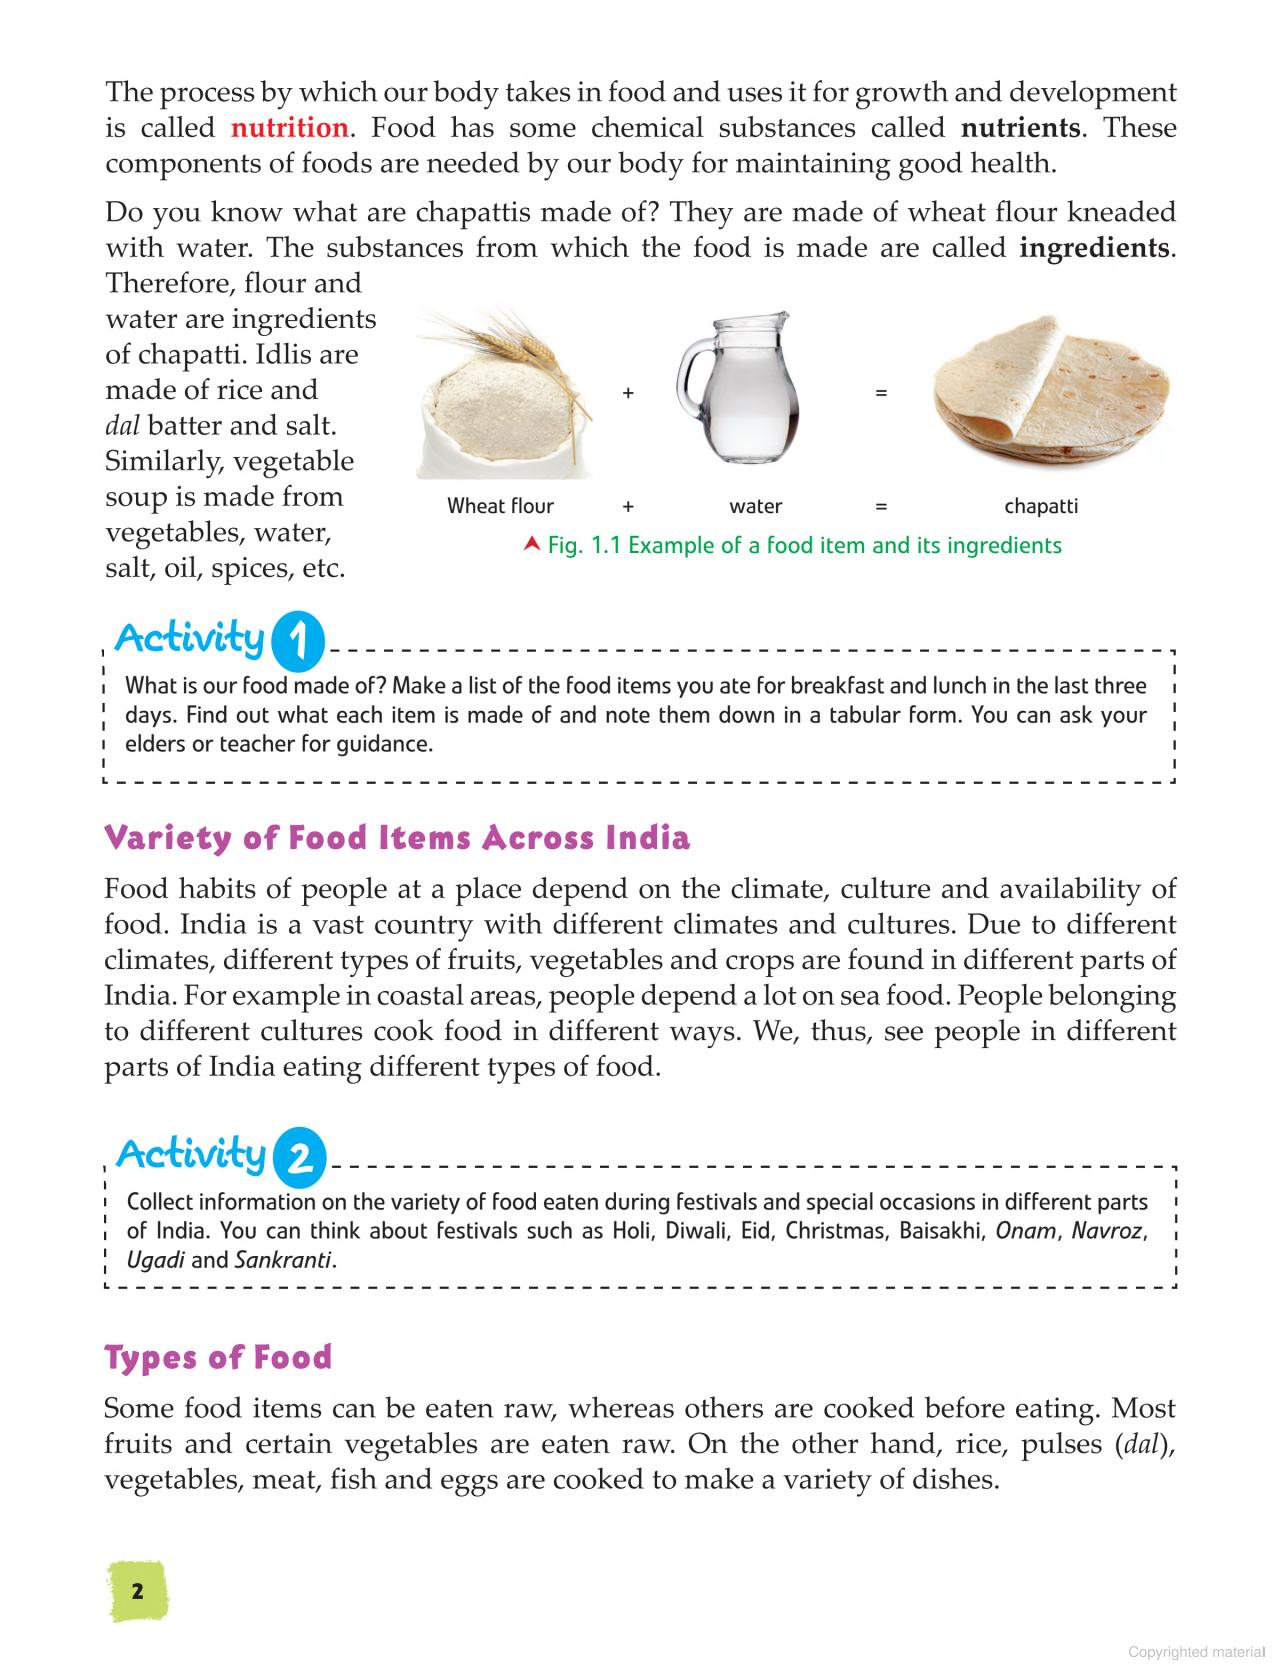 The process by which our body takes in food and uses it for growth and development
is called nutrition. Food has some chemical substances called nutrients. These
components of foods are needed by our body for maintaining good health.
Do you know what are chapattis made of? They are made of wheat flour kneaded
with water. The substances from which the food is made are called ingredients.
Therefore, flour and
water are ingredients
of chapatti. Idlis are
made of rice and
dal batter and salt.
Similarly, vegetable
soup is made from
vegetables, water,
salt, oil, spices, etc.
+ =
Wheat flour + water = chapatti
Fig. 1.1 Example of a food item and its ingredients
Activity 1
What is our food made of? Make a list of the food items you ate for breakfast and lunch in the last three
days. Find out what each item is made of and note them down in a tabular form. You can ask your
elders or teacher for guidance.
Variety of Food Items Across India
Food habits of people at a place depend on the climate, culture and availability of
food. India is a vast country with different climates and cultures. Due to different
climates, different types of fruits, vegetables and crops are found in different parts of
India. For example in coastal areas, people depend a lot on sea food. People belonging
to different cultures cook food in different ways. We, thus, see people in different
parts of India eating different types of food.
Activity 2
Collect information on the variety of food eaten during festivals and special occasions in different parts
of India. You can think about festivals such as Holi, Diwali, Eid, Christmas, Baisakhi, Onam, Navroz,
Ugadi and Sankranti.
Types of Food
Some food items can be eaten raw, whereas others are cooked before eating. Most
fruits and certain vegetables are eaten raw. On the other hand, rice, pulses (dal),
vegetables, meat, fish and eggs are cooked to make a variety of dishes.
2
Copyrighted material